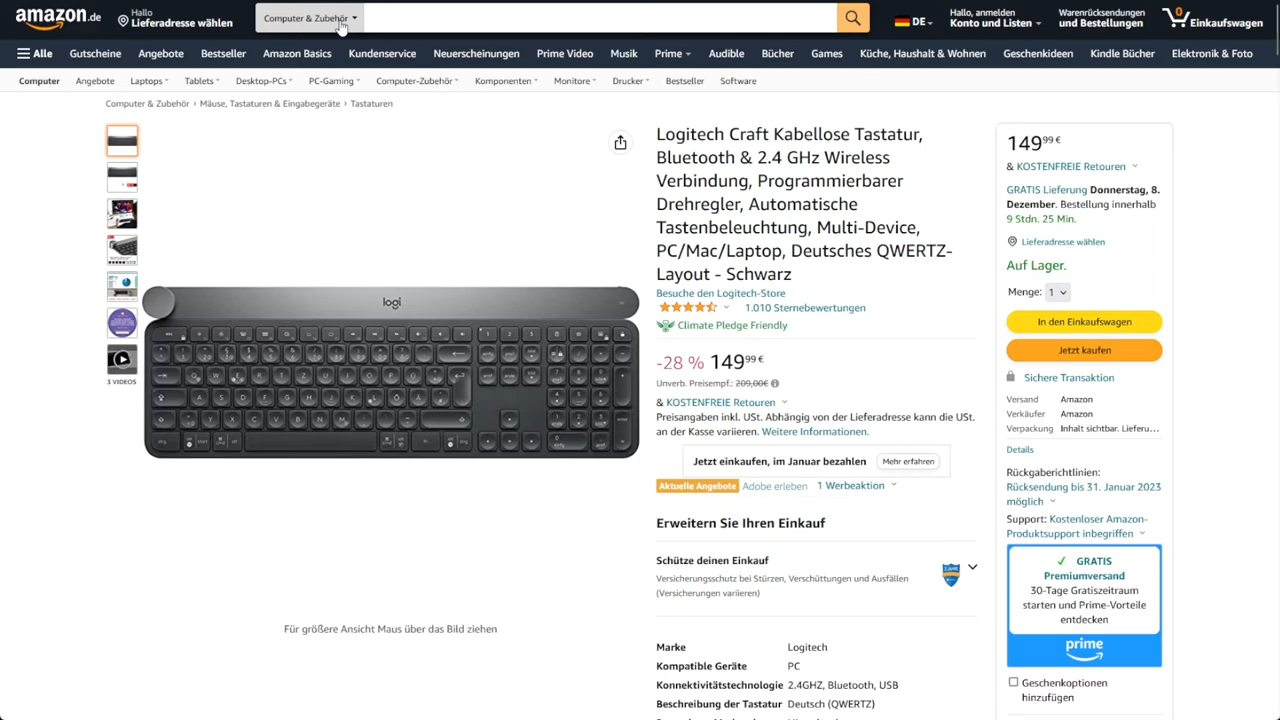 amazon.de
Hallo
Lieferadresse wählen
Computer & Zubehör
DE
Hallo, anmelden
Konto und Listen
Warenrücksendungen
und Bestellungen
0
Einkaufswagen
Alle Gutscheine Angebote Bestseller Amazon Basics Kundenservice Neuerscheinungen Prime Video Musik Prime Audible Bücher Games Küche, Haushalt & Wohnen Geschenkideen Kindle Bücher Elektronik & Foto
Computer Angebote Laptops Tablets Desktop-PCs PC-Gaming Computer-Zubehör Komponenten Monitore Drucker Bestseller Software
Computer & Zubehör › Mäuse, Tastaturen & Eingabegeräte › Tastaturen
3 VIDEOS
logi
Für größere Ansicht Maus über das Bild ziehen
Logitech Craft Kabellose Tastatur,
Bluetooth & 2.4 GHz Wireless
Verbindung, Programmierbarer
Drehregler, Automatische
Tastenbeleuchtung, Multi-Device,
PC/Mac/Laptop, Deutsches QWERTZ-
Layout - Schwarz
Besuche den Logitech-Store
1.010 Sternebewertungen
Climate Pledge Friendly
-28 % 149,99 €
Unverb. Preisempf.: 209,00€
& KOSTENFREIE Retouren
Preisangaben inkl. USt. Abhängig von der Lieferadresse kann die USt.
an der Kasse variieren. Weitere Informationen.
Jetzt einkaufen, im Januar bezahlen Mehr erfahren
Aktuelle Angebote Adobe erleben 1 Werbeaktion
Erweitern Sie Ihren Einkauf
Schütze deinen Einkauf
Versicherungsschutz bei Stürzen, Verschüttungen und Ausfällen
(Versicherungen variieren)
Marke Logitech
Kompatible Geräte PC
Konnektivitätstechnologie 2.4GHZ, Bluetooth, USB
Beschreibung der Tastatur Deutsch (QWERTZ)
149 99 €
& KOSTENFREIE Retouren
GRATIS Lieferung Donnerstag, 8.
Dezember. Bestellung innerhalb
9 Stdn. 25 Min.
Lieferadresse wählen
Auf Lager.
Menge: 1
In den Einkaufswagen
Jetzt kaufen
Sichere Transaktion
Versand Amazon
Verkäufer Amazon
Verpackung Inhalt sichtbar. Lieferu…
Details
Rückgaberichtlinien:
Rücksendung bis 31. Januar 2023
möglich
Support: Kostenloser Amazon-
Produktsupport inbegriffen
✓ GRATIS
Premiumversand
30-Tage Gratiszeitraum
starten und Prime-Vorteile
entdecken
prime
Geschenkoptionen
hinzufügen